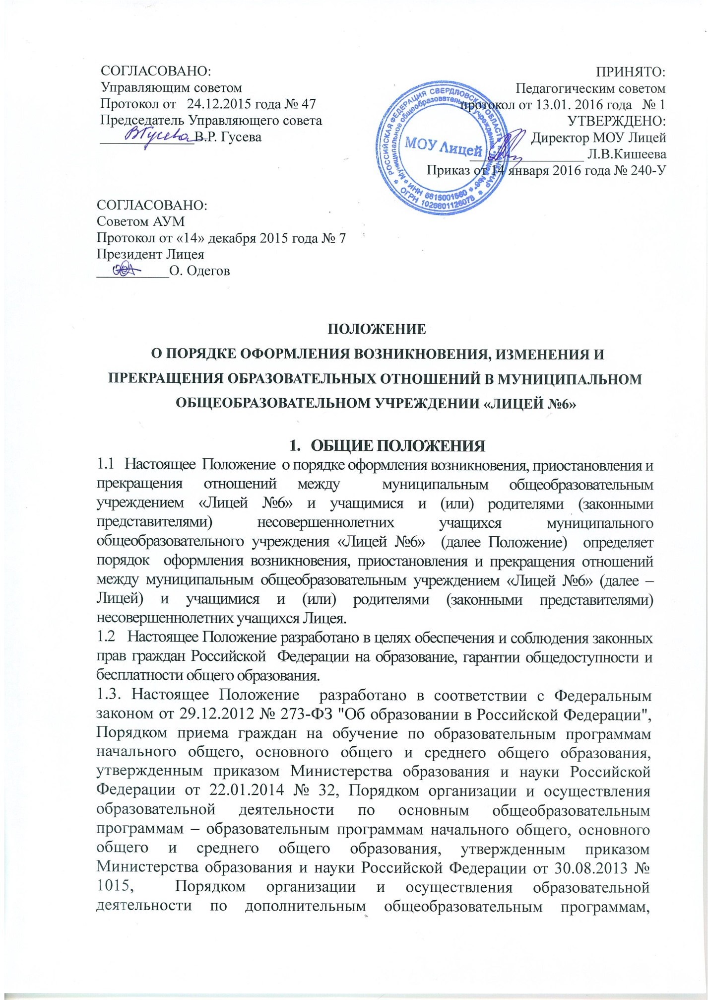 СОГЛАСОВАНО:
Управляющим советом
Протокол от 24.12.2015 года № 47
Председатель Управляющего совета
ВГусева В.Р. Гусева
ПРИНЯТО:
Педагогическим советом
протокол от 13.01. 2016 года № 1
УТВЕРЖДЕНО:
Директор МОУ Лицей
Л.В.Кишеева
Приказ от 14 января 2016 года № 240-У
РОССИЙСКАЯ ФЕДЕРАЦИЯ СВЕРДЛОВСКАЯ ОБЛАСТЬ
ОГРН 1026601126078
Муниципальное общеобразовательное учреждение
ИНН 6615001560
МОУ Лицей
СОГЛАСОВАНО:
Советом АУМ
Протокол от «14» декабря 2015 года № 7
Президент Лицея
О. Одегов
ПОЛОЖЕНИЕ
О ПОРЯДКЕ ОФОРМЛЕНИЯ ВОЗНИКНОВЕНИЯ, ИЗМЕНЕНИЯ И
ПРЕКРАЩЕНИЯ ОБРАЗОВАТЕЛЬНЫХ ОТНОШЕНИЙ В МУНИЦИПАЛЬНОМ
ОБЩЕОБРАЗОВАТЕЛЬНОМ УЧРЕЖДЕНИИ «ЛИЦЕЙ №6»
1. ОБЩИЕ ПОЛОЖЕНИЯ
1.1 Настоящее Положение о порядке оформления возникновения, приостановления и
прекращения отношений между муниципальным общеобразовательным
учреждением «Лицей №6» и учащимися и (или) родителями (законными
представителями) несовершеннолетних учащихся муниципального
общеобразовательного учреждения «Лицей №6» (далее Положение) определяет
порядок оформления возникновения, приостановления и прекращения отношений
между муниципальным общеобразовательным учреждением «Лицей №6» (далее –
Лицей) и учащимися и (или) родителями (законными представителями)
несовершеннолетних учащихся Лицея.
1.2 Настоящее Положение разработано в целях обеспечения и соблюдения законных
прав граждан Российской Федерации на образование, гарантии общедоступности и
бесплатности общего образования.
1.3. Настоящее Положение разработано в соответствии с Федеральным
законом от 29.12.2012 № 273-ФЗ "Об образовании в Российской Федерации",
Порядком приема граждан на обучение по образовательным программам
начального общего, основного общего и среднего общего образования,
утвержденным приказом Министерства образования и науки Российской
Федерации от 22.01.2014 № 32, Порядком организации и осуществления
образовательной деятельности по основным общеобразовательным
программам – образовательным программам начального общего, основного
общего и среднего общего образования, утвержденным приказом
Министерства образования и науки Российской Федерации от 30.08.2013 №
1015, Порядком организации и осуществления образовательной
деятельности по дополнительным общеобразовательным программам,